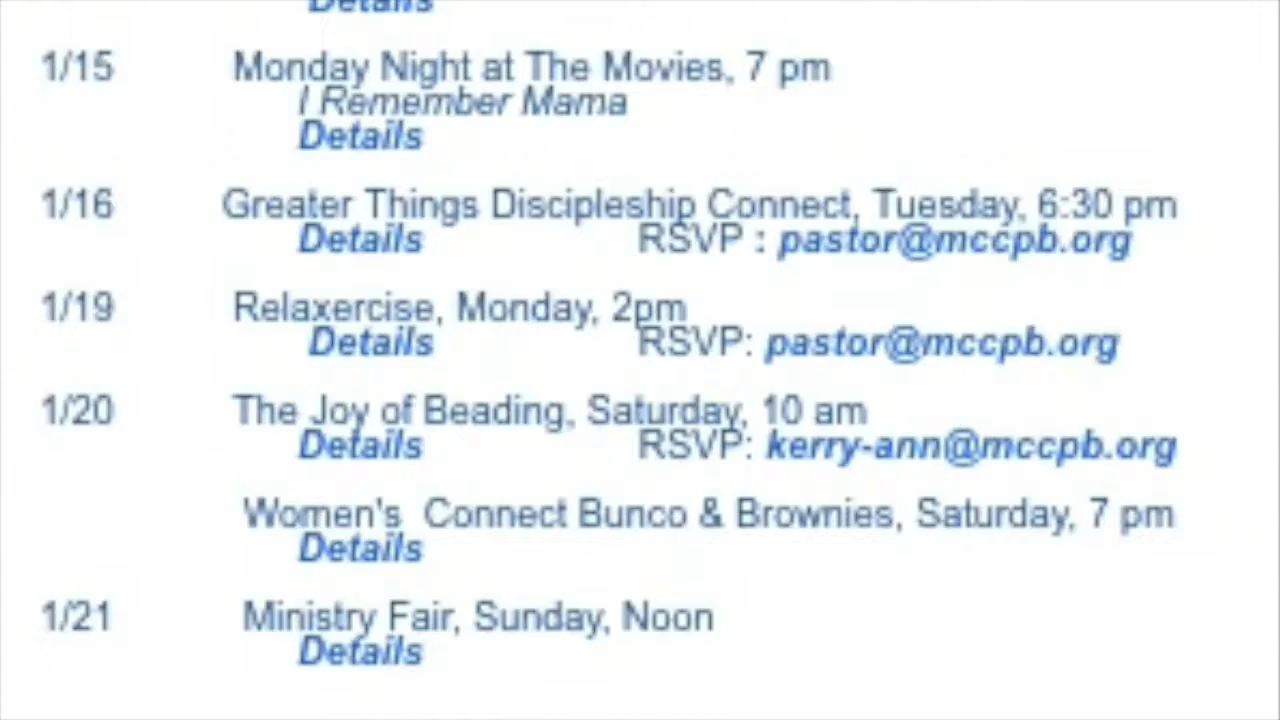 Details
1/15 Monday Night at The Movies, 7 pm
I Remember Mama
Details
1/16 Greater Things Discipleship Connect, Tuesday, 6:30 pm
Details RSVP : pastor@mccpb.org
1/19 Relaxercise, Monday, 2pm
Details RSVP: pastor@mccpb.org
1/20 The Joy of Beading, Saturday, 10 am
Details RSVP: kerry-ann@mccpb.org
Women's Connect Bunco & Brownies, Saturday, 7 pm
Details
1/21 Ministry Fair, Sunday, Noon
Details